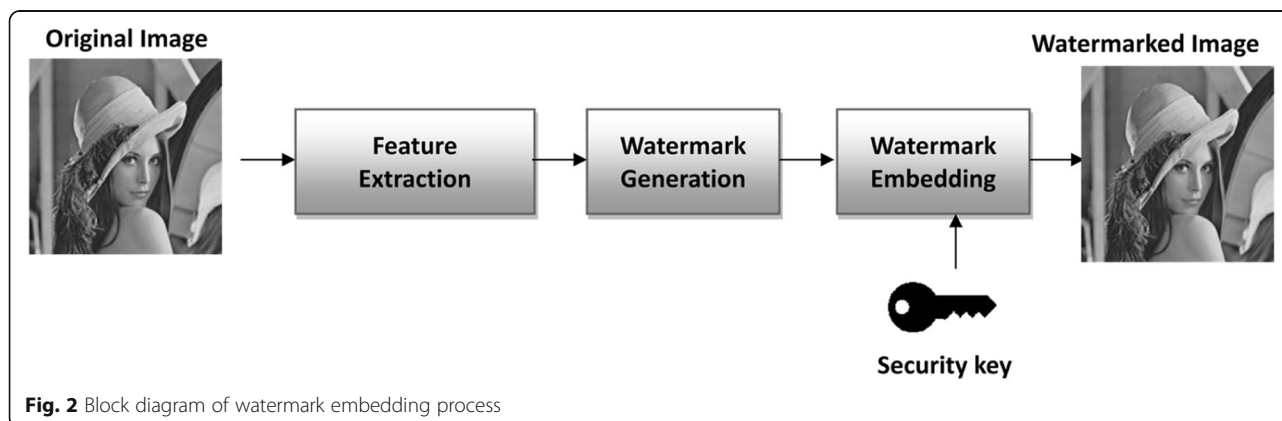 Original Image
Watermarked Image
Feature
Extraction
Watermark
Generation
Watermark
Embedding
Security key
Fig. 2 Block diagram of watermark embedding process